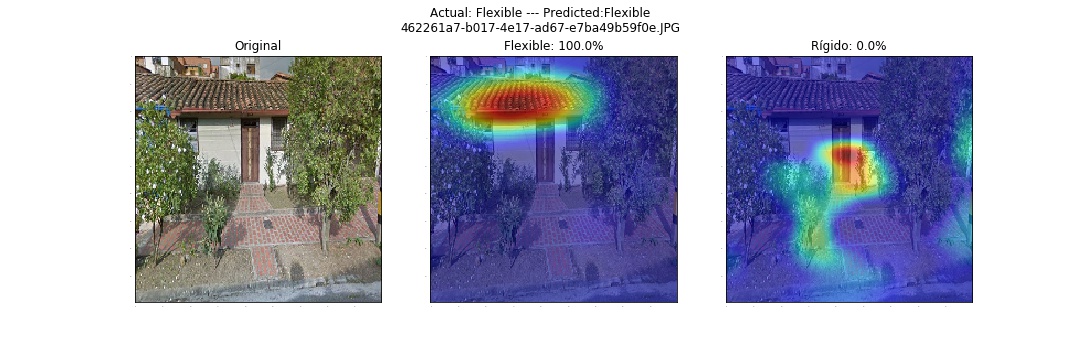 Actual: Flexible --- Predicted:Flexible
462261a7-b017-4e17-ad67-e7ba49b59f0e.JPG
Original
Flexible: 100.0%
Rígido: 0.0%